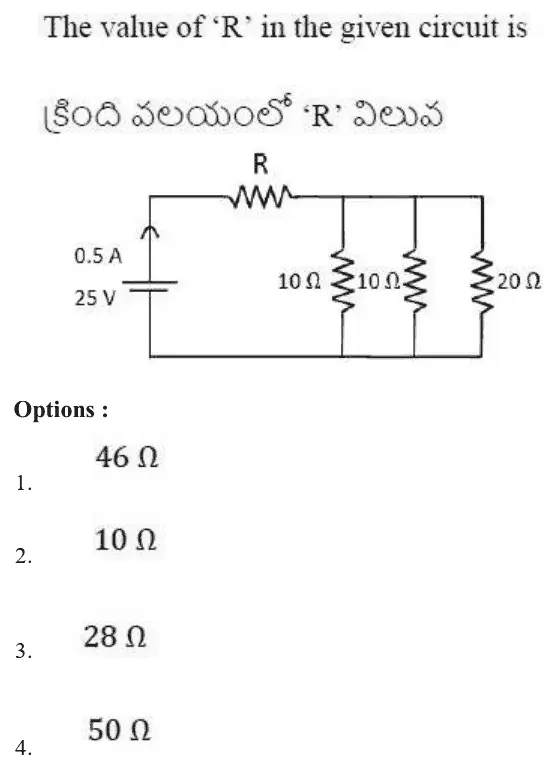 The value of ‘R’ in the given circuit is
క్రింది వలయంలో ‘R’ విలువ
R
0.5 A
25 V
10 Ω
10 Ω
20 Ω
Options :
1. 46 Ω
2. 10 Ω
3. 28 Ω
4. 50 Ω